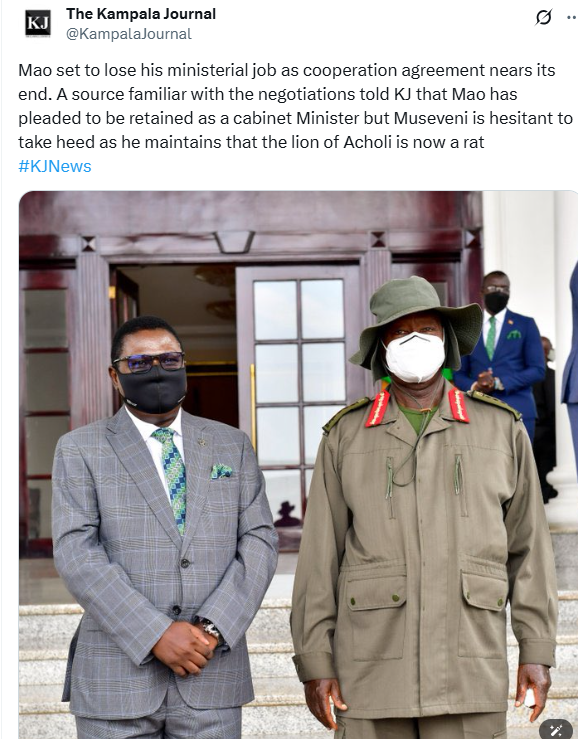 The Kampala Journal
KJ
@KampalaJournal
Mao set to lose his ministerial job as cooperation agreement nears its
end. A source familiar with the negotiations told KJ that Mao has
pleaded to be retained as a cabinet Minister but Museveni is hesitant to
take heed as he maintains that the lion of Acholi is now a rat
#KJNews